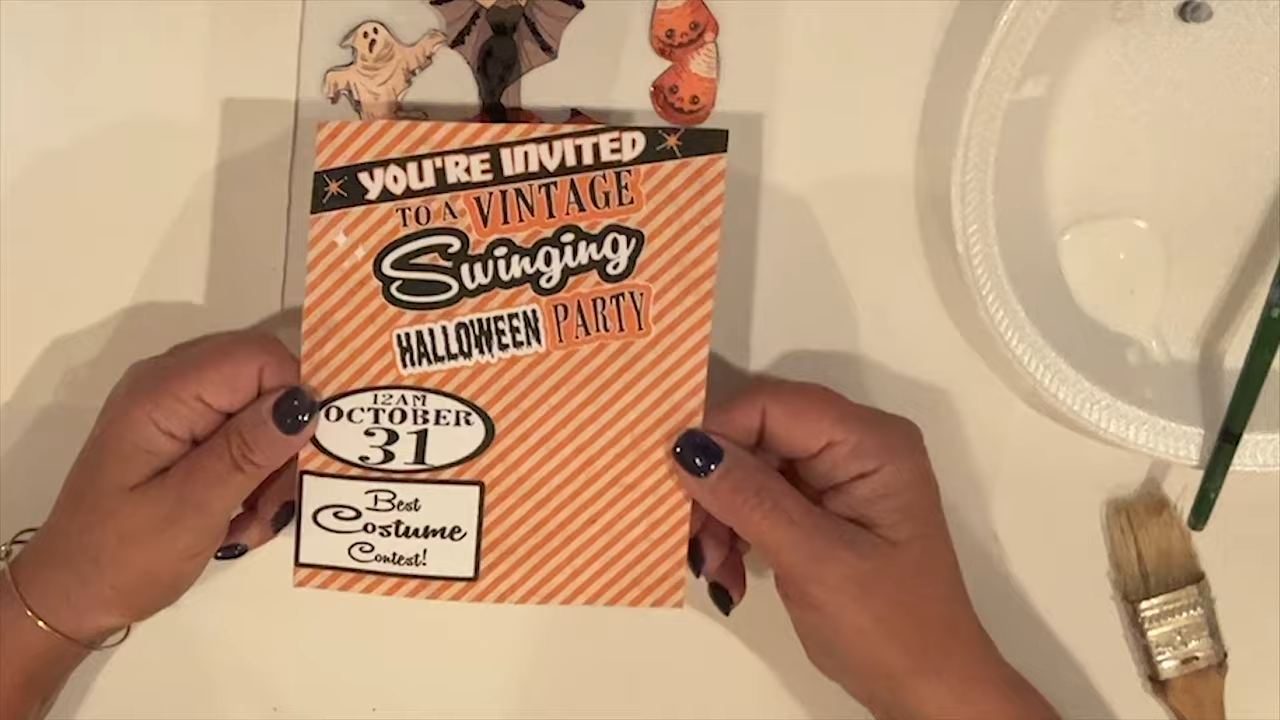 YOU'RE INVITED
TO A VINTAGE
Swinging
HALLOWEEN PARTY
12AM
OCTOBER
31
Best
Costume
Contest!